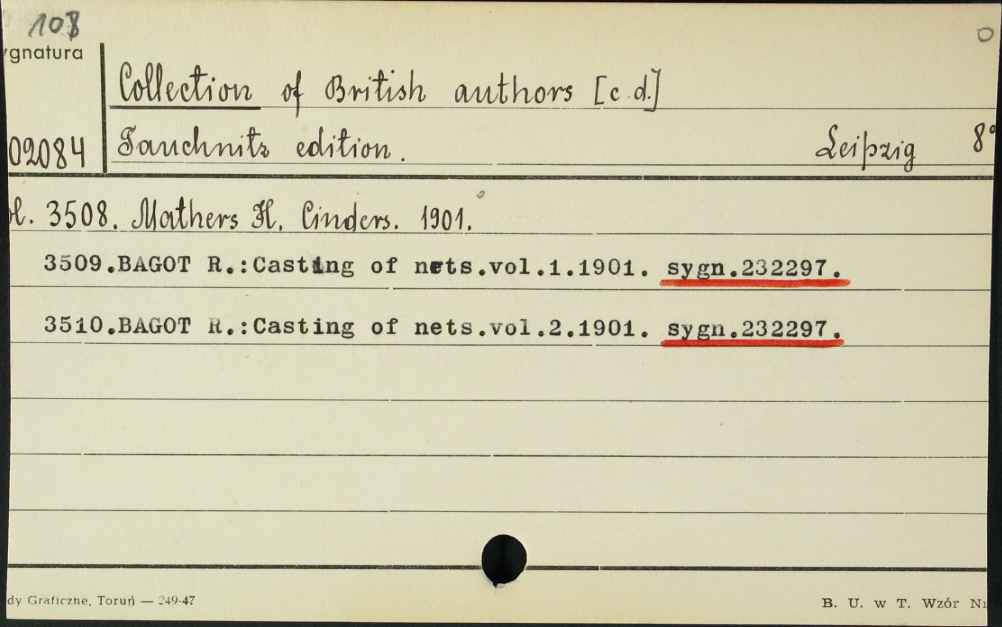 108
ygnatura
Collection of British authors [c.d.]
02084
Tauchnitz edition. Leipzig 8°
ol. 3508. Mathers H. Cinders. 1901.
3509.BAGOT R.:Casting of nets.vol.1.1901. sygn.232297.
3510.BAGOT R.:Casting of nets.vol.2.1901. sygn.232297.
dy Graficzne, Toruń — 249-47
B. U. w T. Wzór Nr